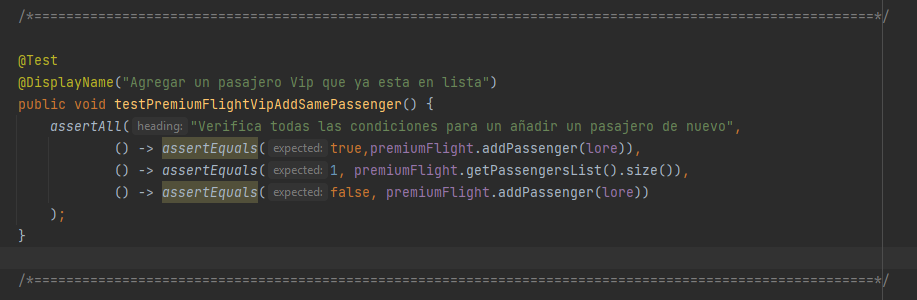 /*==========================================================================================================*/
@Test
@DisplayName("Agregar un pasajero Vip que ya esta en lista")
public void testPremiumFlightVipAddSamePassenger() {
assertAll( heading: "Verifica todas las condiciones para un añadir un pasajero de nuevo",
() -> assertEquals( expected: true,premiumFlight.addPassenger(lore)),
() -> assertEquals( expected: 1, premiumFlight.getPassengersList().size()),
() -> assertEquals( expected: false, premiumFlight.addPassenger(lore))
);
}
/*==========================================================================================================*/